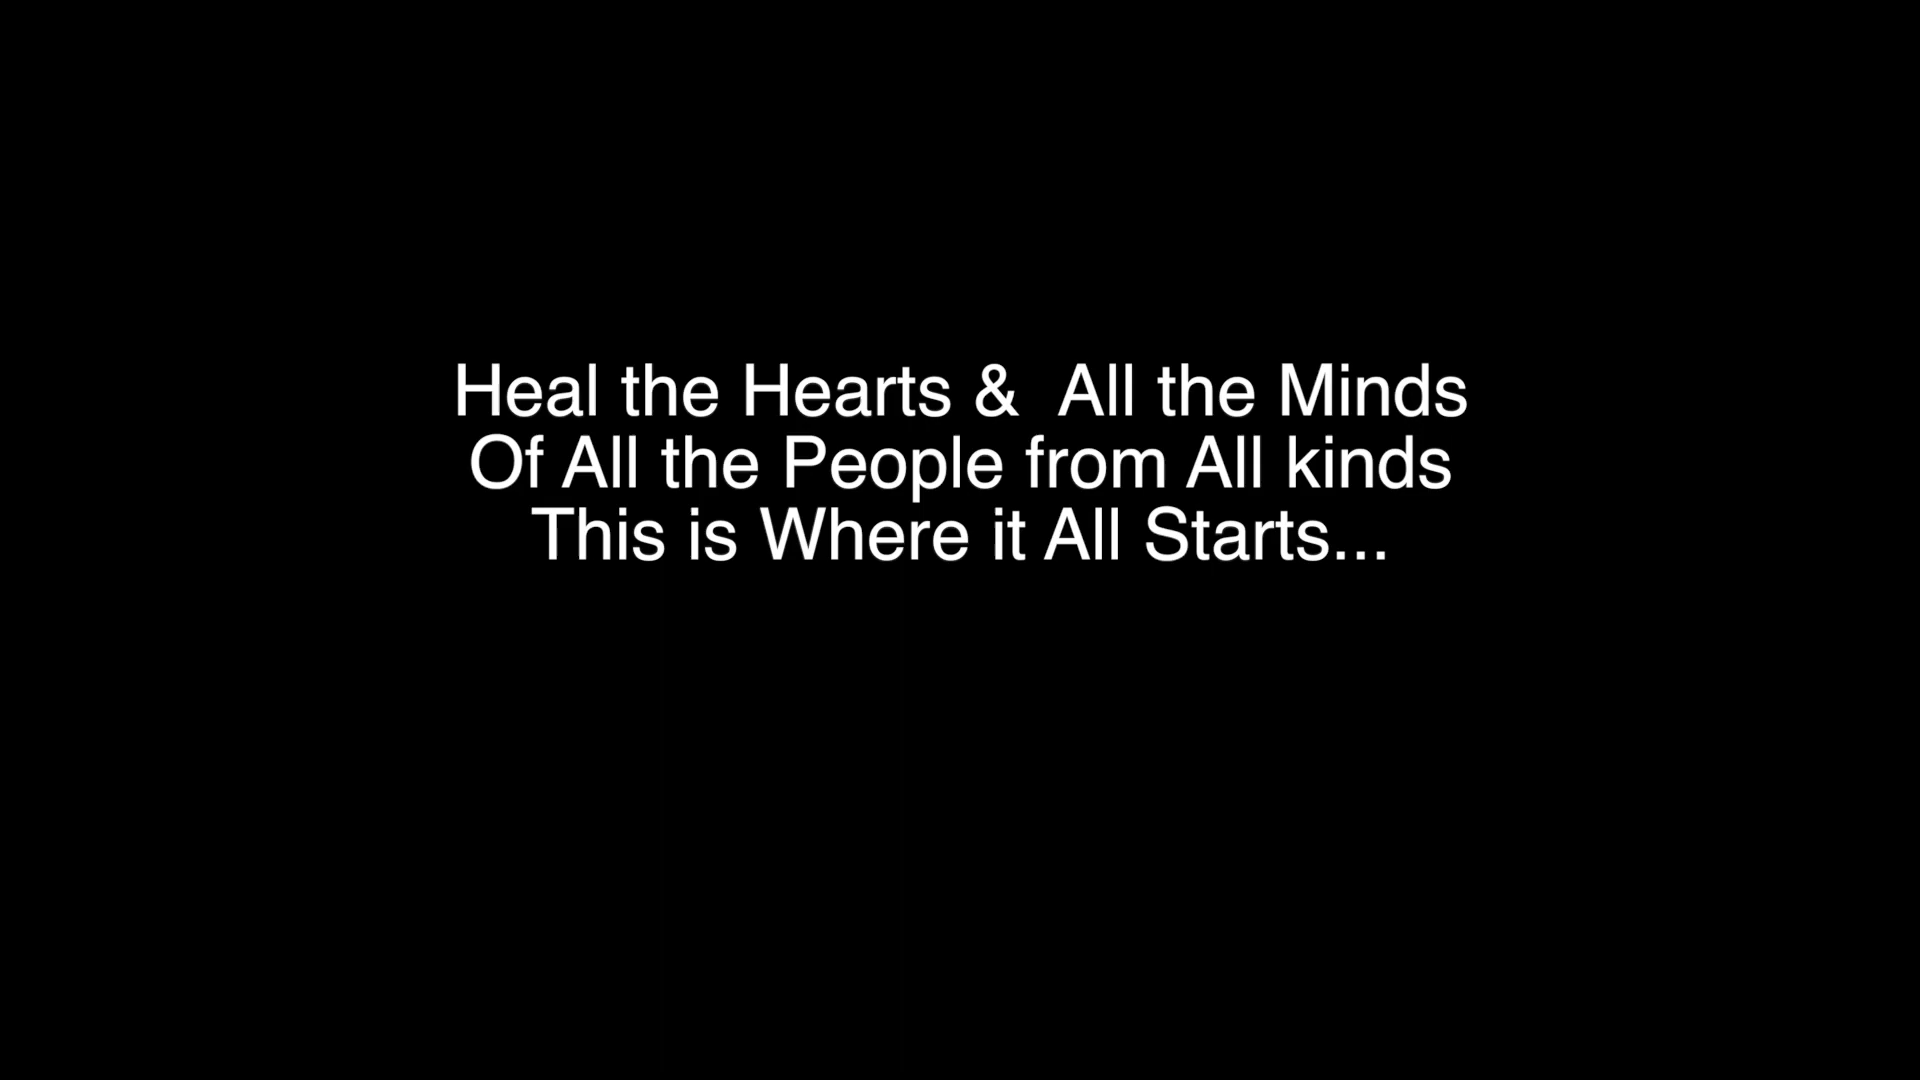 Heal the Hearts &  All the Minds
Of All the People from All kinds
This is Where it All Starts...